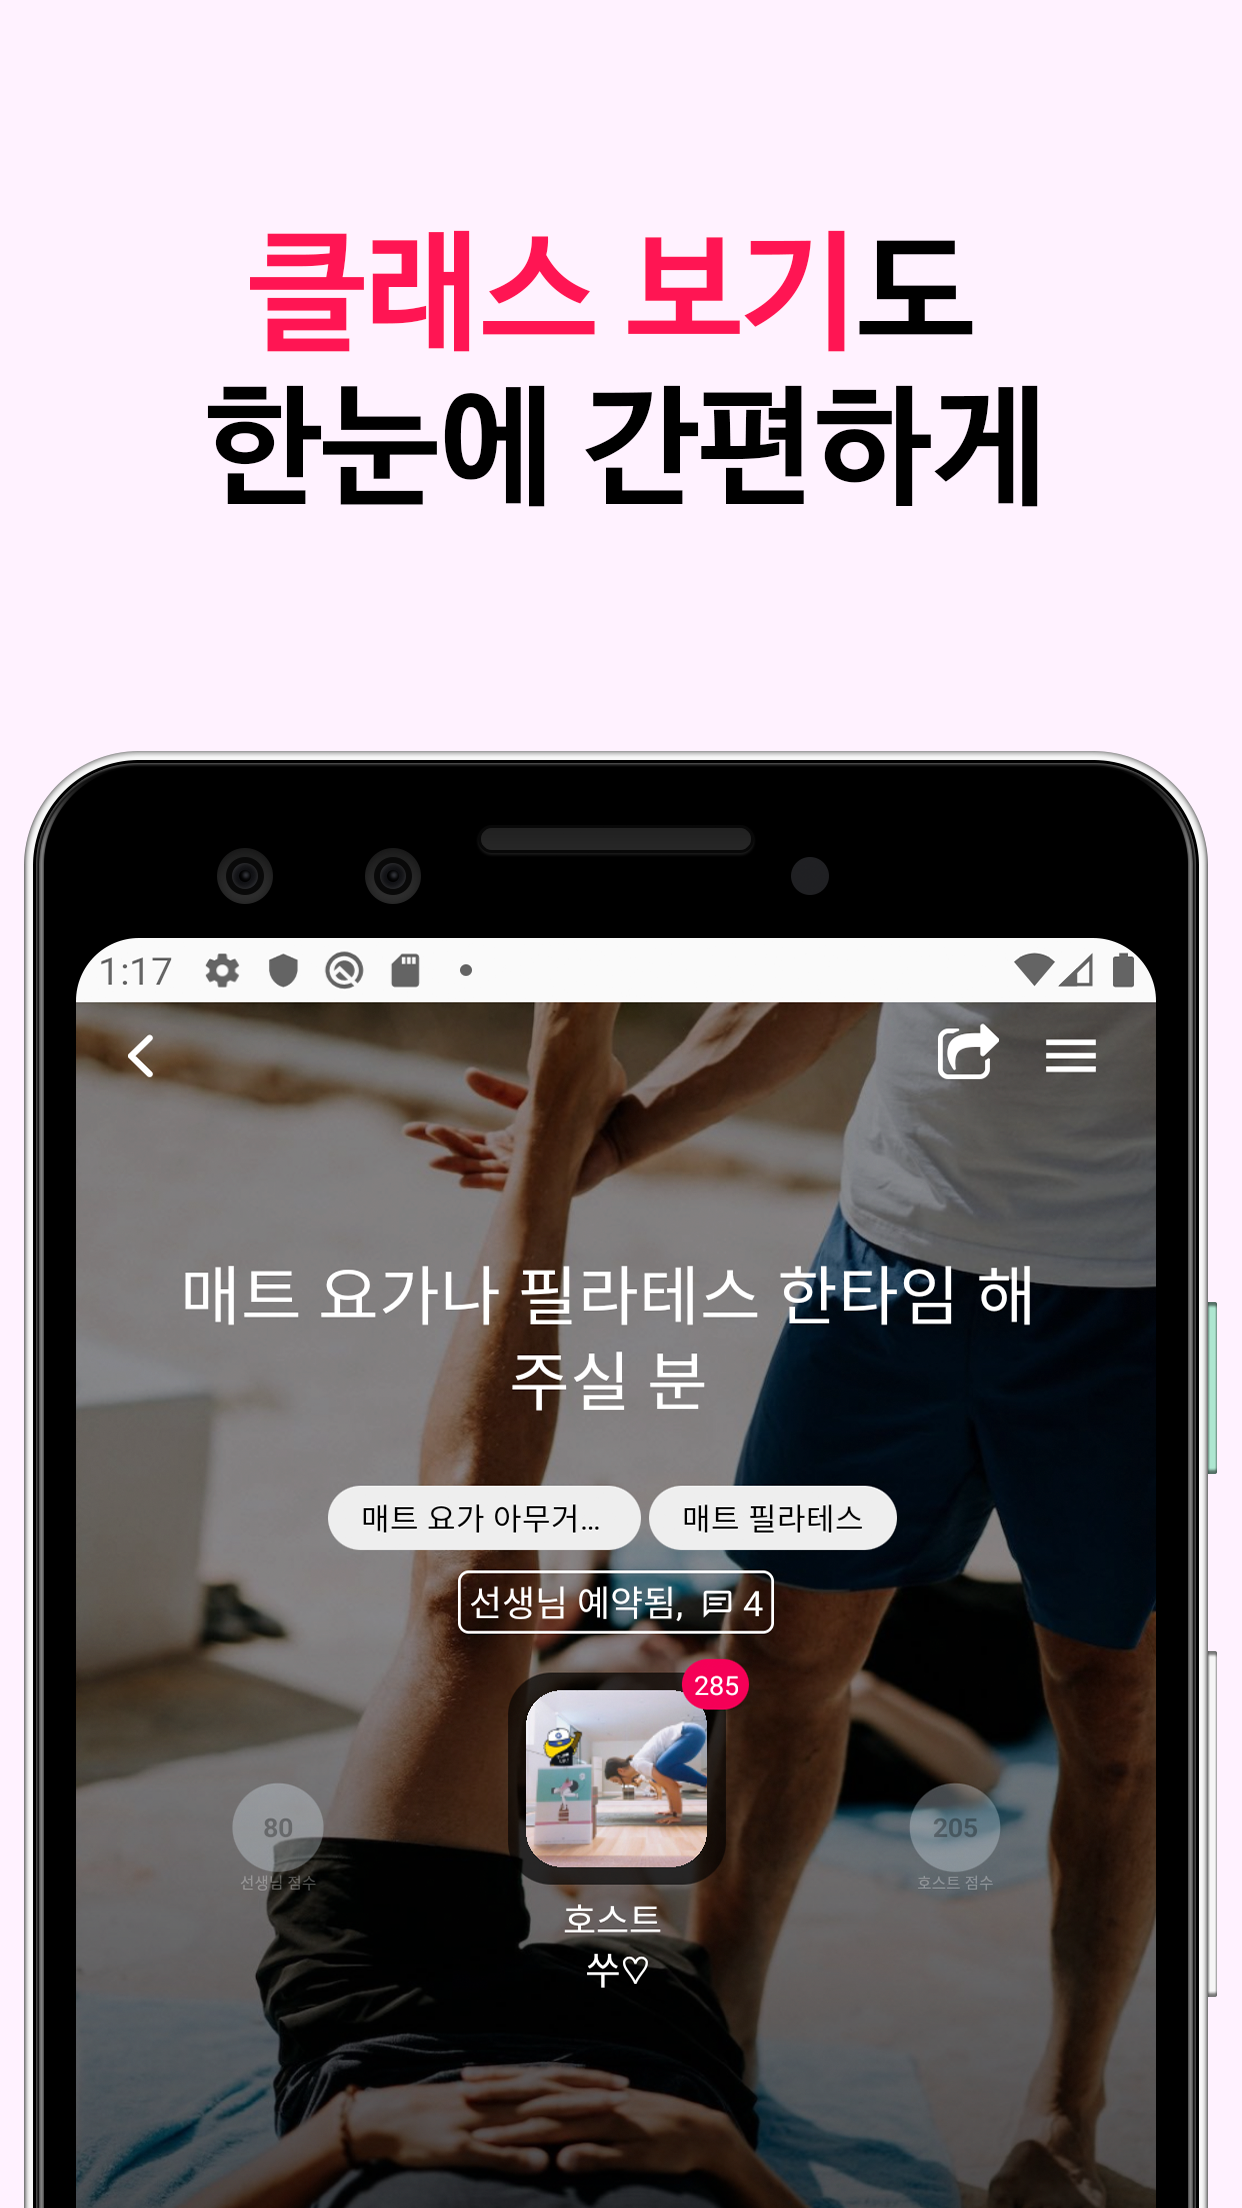 클래스 보기도
한눈에 간편하게
1:17
매트 요가나 필라테스 한타임 해
주실 분
매트 요가 아무거...
매트 필라테스
선생님 예약됨, 4
285
80
선생님 점수
205
호스트 점수
호스트
쑤♡